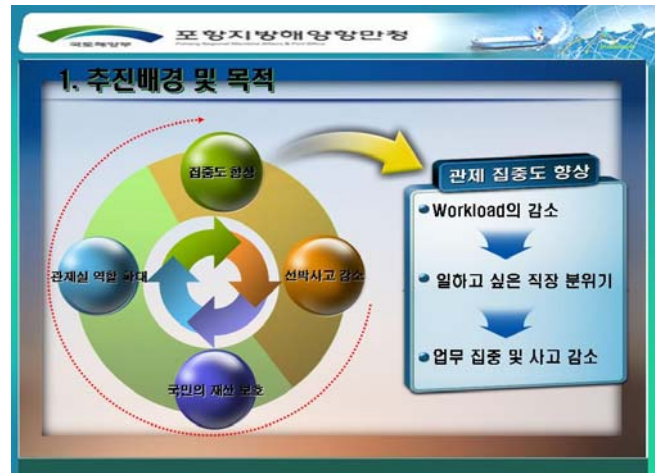 국토해양부
포항지방해양항만청
Pohang Regional Maritime Affairs & Port Office
1. 추진배경 및 목적
집중도 향상
관제실 역할 확대
선박사고 감소
국민의 재산 보호
관제 집중도 향상
Workload의 감소
일하고 싶은 직장 분위기
업무 집중 및 사고 감소